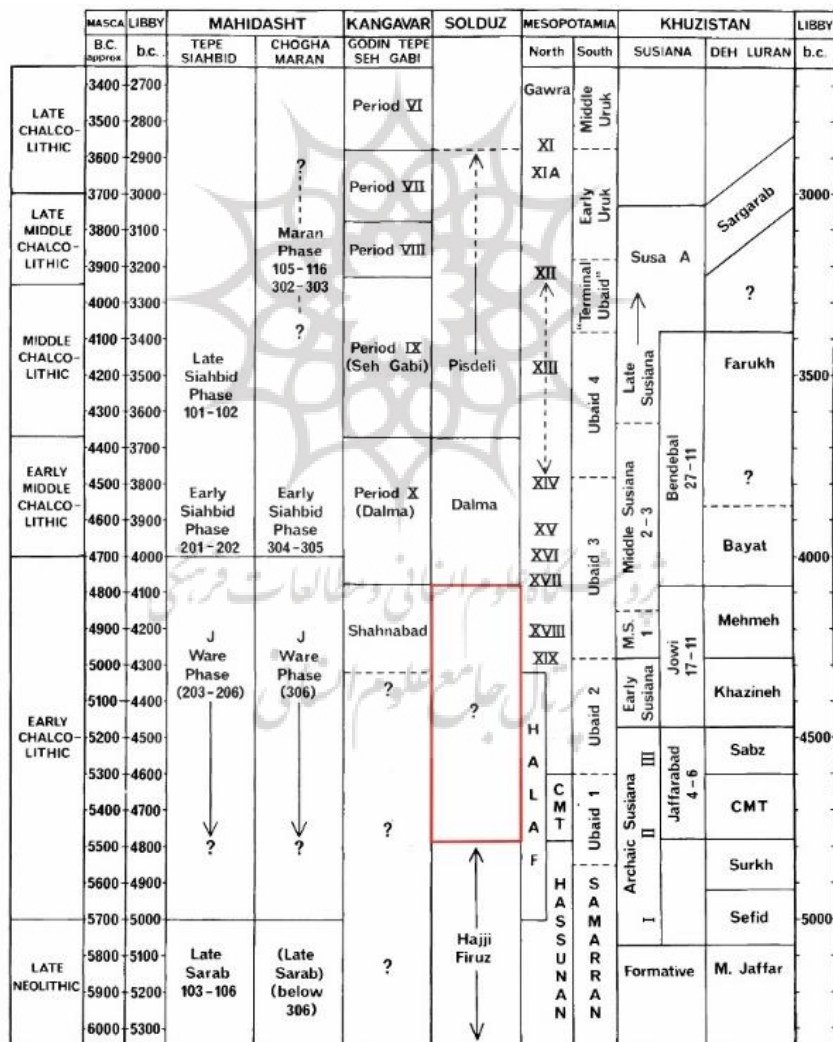 MASCA LIBBY MAHIDASHT KANGAVAR SOLDUZ MESOPOTAMIA KHUZISTAN LIBBY
B.C. approx. b.c. TEPE SIAHBID CHOGHA MARAN GODIN TEPE SEH GABI North South SUSIANA DEH LURAN b.c.
LATE CHALCO-LITHIC
LATE MIDDLE CHALCO-LITHIC
MIDDLE CHALCO-LITHIC
EARLY MIDDLE CHALCO-LITHIC
EARLY CHALCO-LITHIC
LATE NEOLITHIC
3400 2700
3500 2800
3600 2900
3700 3000
3800 3100
3900 3200
4000 3300
4100 3400
4200 3500
4300 3600
4400 3700
4500 3800
4600 3900
4700 4000
4800 4100
4900 4200
5000 4300
5100 4400
5200 4500
5300 4600
5400 4700
5500 4800
5600 4900
5700 5000
5800 5100
5900 5200
6000 5300
Late
Siahbid
Phase
101-102
Early
Siahbid
Phase
201-202
J
Ware
Phase
(203-206)
?
Late
Sarab
103-106
?
Maran
Phase
105-116
302-303
?
Early
Siahbid
Phase
304-305
J
Ware
Phase
(306)
?
(Late
Sarab)
(below
306)
Period VI
Period VII
Period VIII
Period IX
(Seh Gabi)
Period X
(Dalma)
Shahnabad
?
?
?
Pisdeli
Dalma
?
Hajji
Firuz
Gawra
XI
XIA
XII
XIII
XIV
XV
XVI
XVII
XVIII
XIX
HALAF
CMT
HASSUNAN
Middle Uruk
Early Uruk
"Terminal Ubaid"
Ubaid 4
Ubaid 3
Ubaid 2
Ubaid 1
SAMARRAN
Susa A
Late Susiana
Middle Susiana 2-3
M.S. 1
Early Susiana
Archaic Susiana I II III
Formative
Bendebal 27-11
Jowi 17-11
Jaffarabad 4-6
Sargarab
?
Farukh
?
Bayat
Mehmeh
Khazineh
Sabz
CMT
Surkh
Sefid
M. Jaffar
3000
3500
4000
4500
5000
پژوهشگاه علوم انسانی و مطالعات فرهنگی
پرتال جامع علوم انسانی